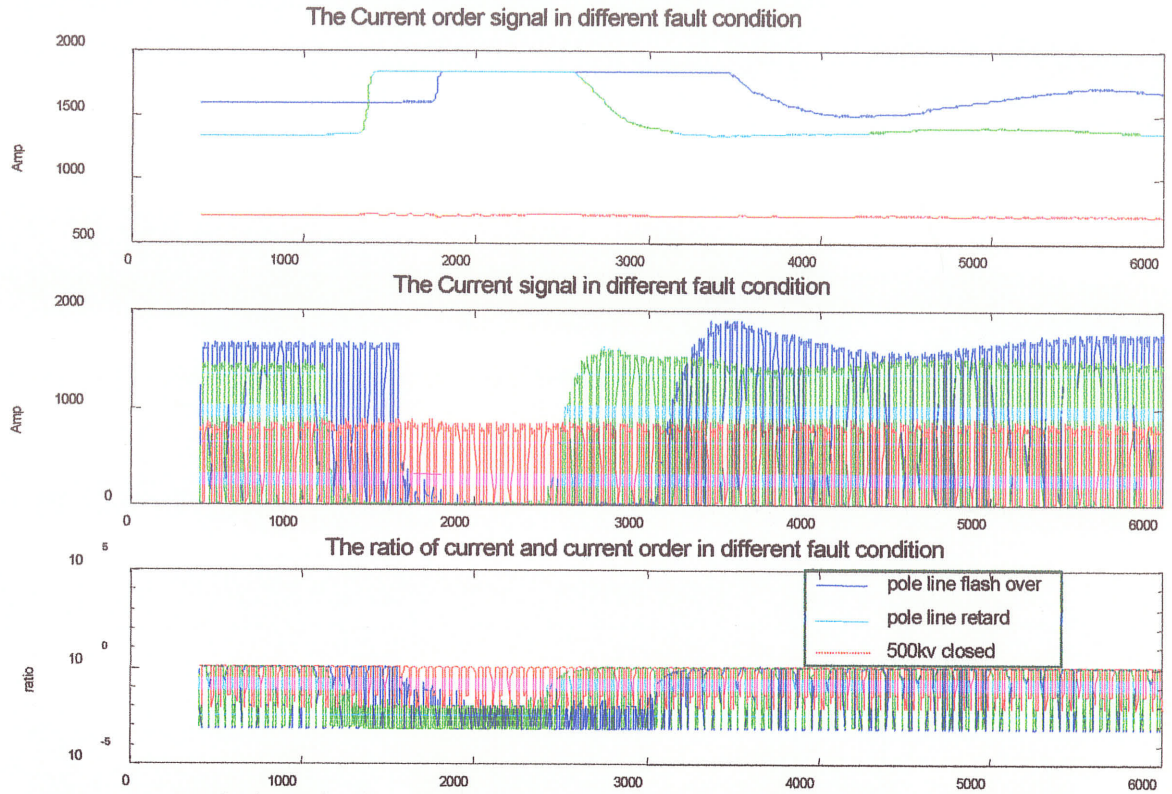 The Current order signal in different fault condition
2000
1500
1000
500
Amp
0 1000 2000 3000 4000 5000 6000
The Current signal in different fault condition
2000
1000
0
Amp
0 1000 2000 3000 4000 5000 6000
The ratio of current and current order in different fault condition
10 5
10 0
10 -5
ratio
pole line flash over
pole line retard
500kv closed
0 1000 2000 3000 4000 5000 6000